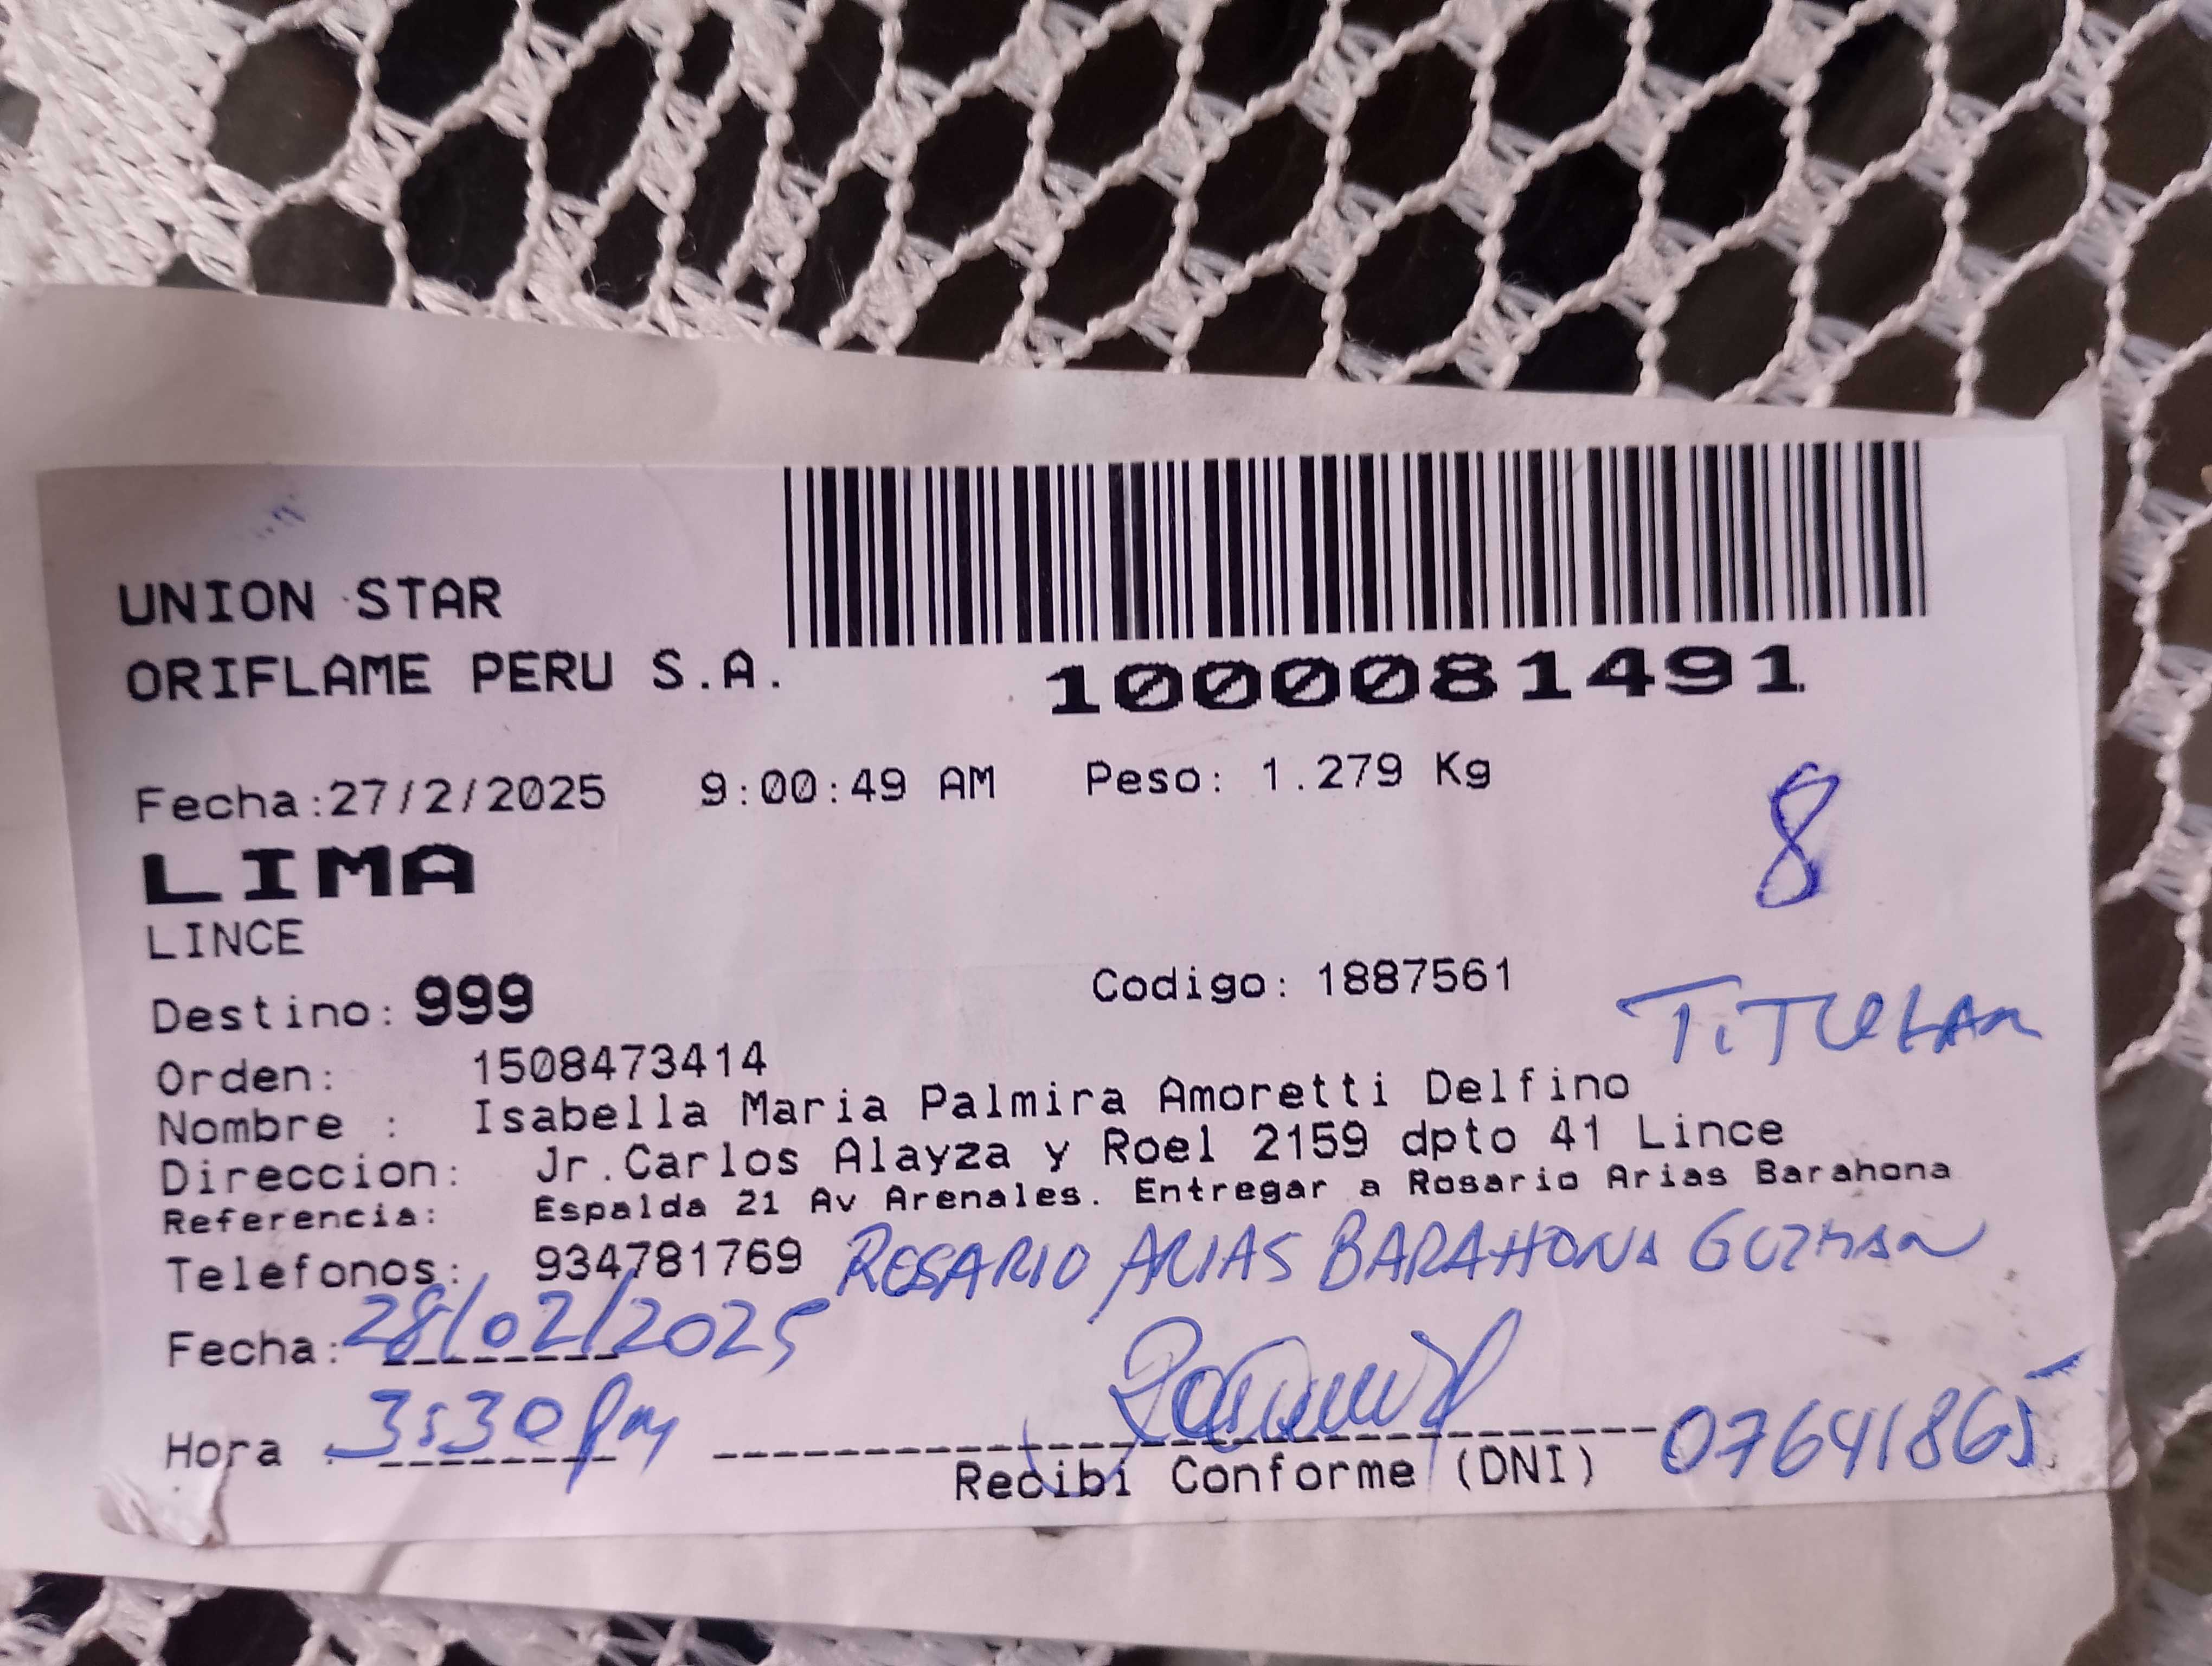 UNION STAR
ORIFLAME PERU S.A.
1000081491
Fecha:27/2/2025 9:00:49 AM Peso: 1.279 Kg
8
LIMA
LINCE
Destino: 999 Codigo: 1887561
TITULAR
Orden: 1508473414
Nombre : Isabella Maria Palmira Amoretti Delfino
Direccion: Jr.Carlos Alayza y Roel 2159 dpto 41 Lince
Referencia: Espalda 21 Av Arenales. Entregar a Rosario Arias Barahona
Telefonos: 934781769 ROSARIO ARIAS BARAHONA GUZMAN
Fecha: 28/02/2025
Hora : 3:30 pm
Recibi Conforme (DNI) 07641865